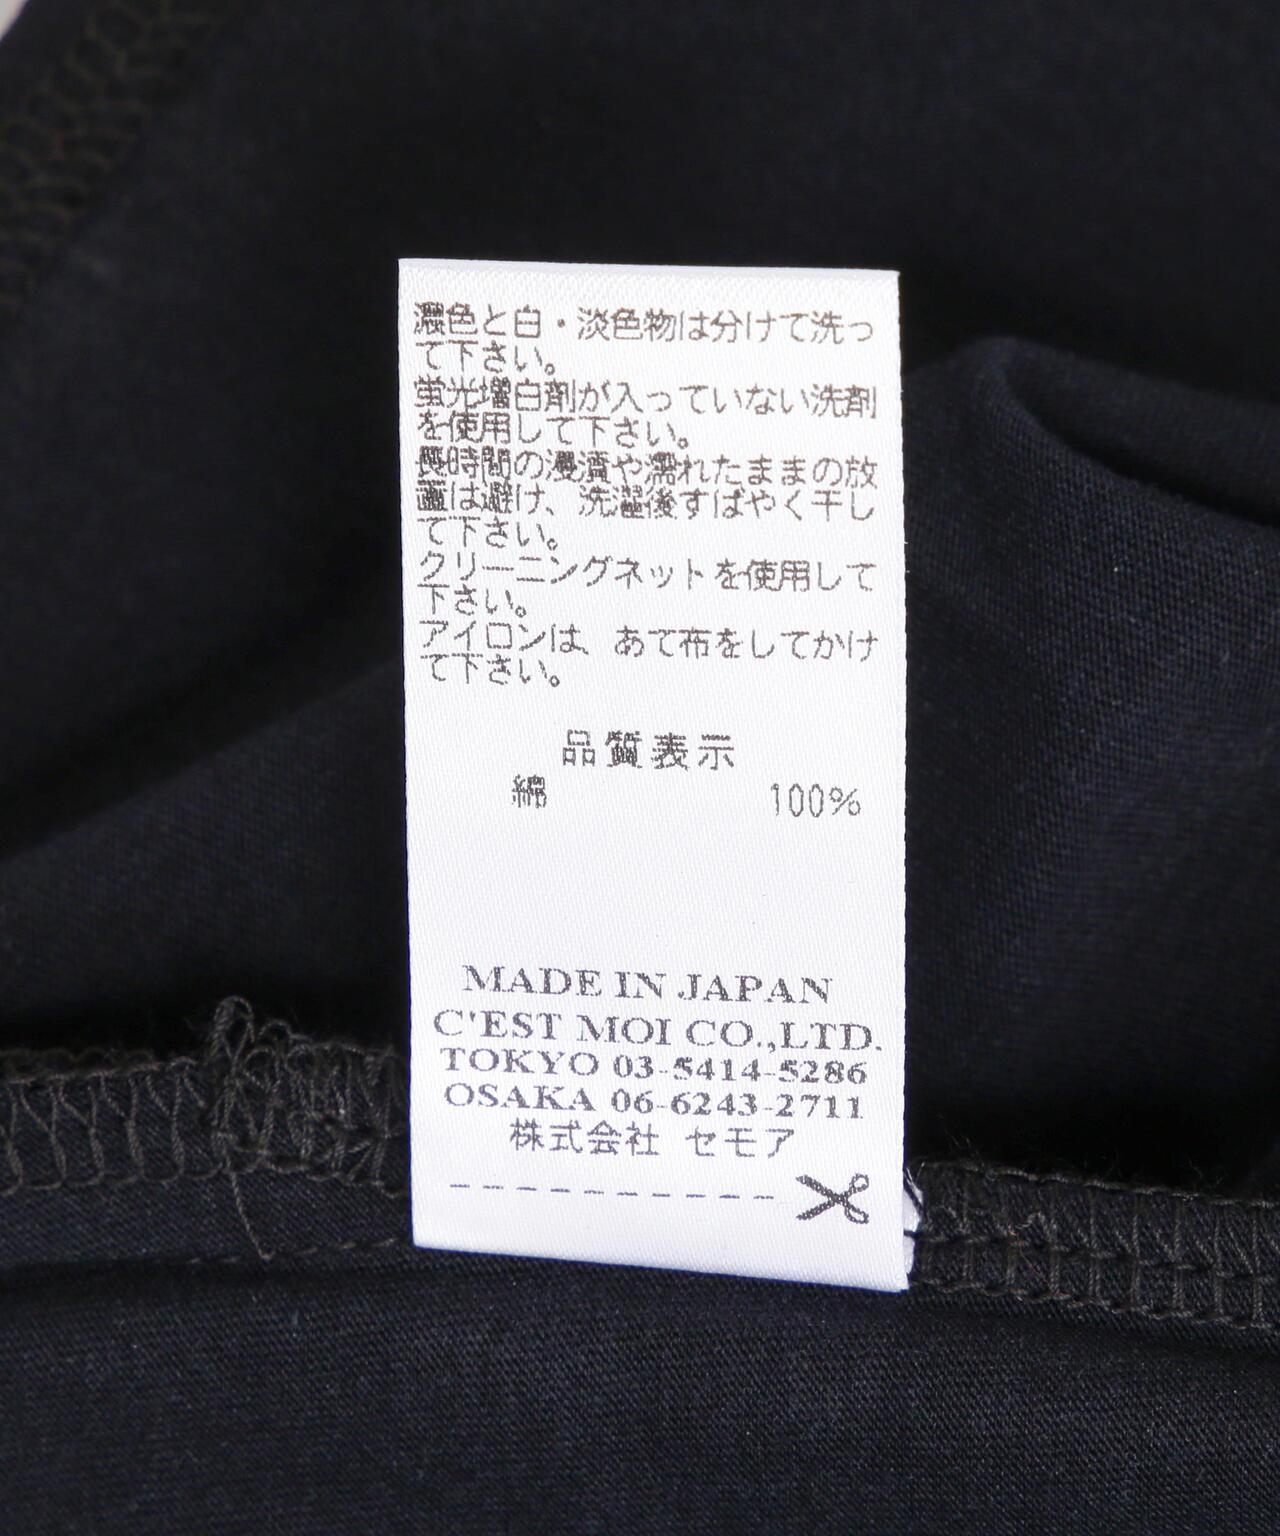 濃色と白・淡色物は分けて洗っ
て下さい。
蛍光増白剤が入っていない洗剤
を使用して下さい。
長時間の浸漬や濡れたままの放
置は避け、洗濯後すばやく干し
て下さい。
クリーニングネットを使用して
下さい。
アイロンは、あて布をしてかけ
て下さい。
品質表示
綿 100%
MADE IN JAPAN
C'EST MOI CO.,LTD.
TOKYO 03-5414-5286
OSAKA 06-6243-2711
株式会社 セモア